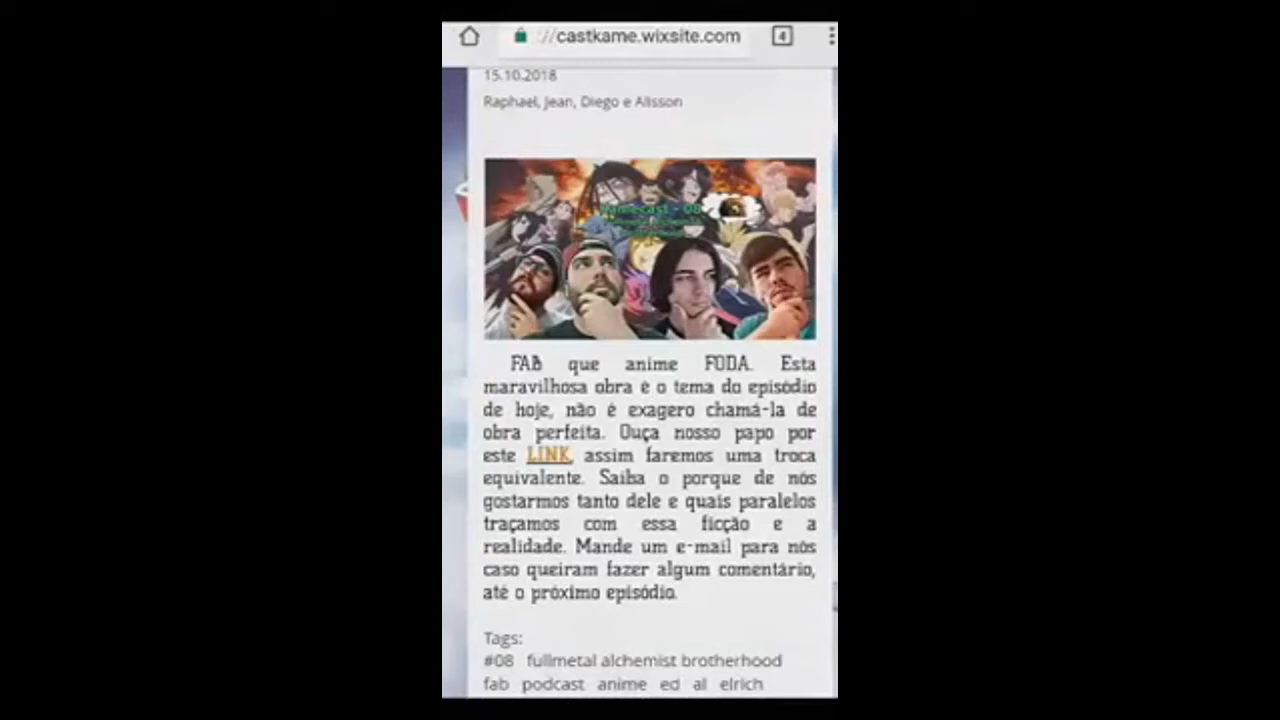 ://castkame.wixsite.com
4
15.10.2018
Raphael, Jean, Diego e Alisson
Kamecast - 08
FAB que anime FODA. Esta
maravilhosa obra é o tema do episódio
de hoje, não é exagero chamá-la de
obra perfeita. Ouça nosso papo por
este LINK, assim faremos uma troca
equivalente. Saiba o porque de nós
gostarmos tanto dele e quais paralelos
traçamos com essa ficção e a
realidade. Mande um e-mail para nós
caso queiram fazer algum comentário,
até o próximo episódio.
Tags:
#08 fullmetal alchemist brotherhood
fab podcast anime ed al elrich